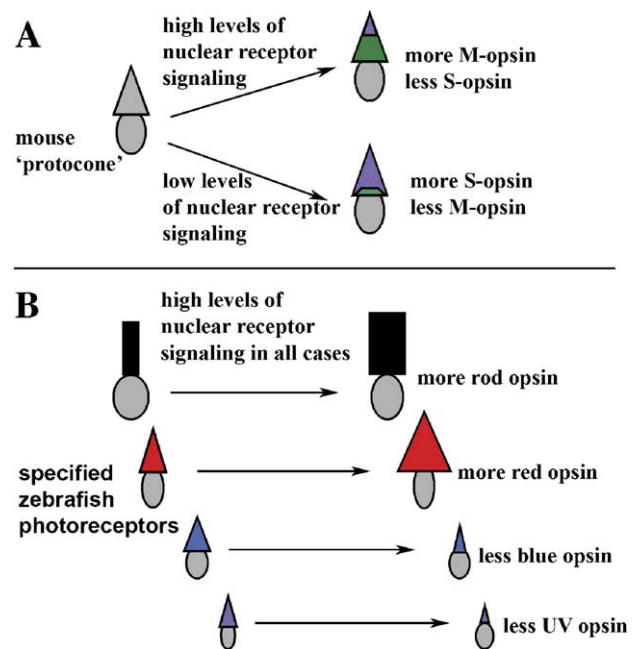 A
high levels of
nuclear receptor
signaling
more M-opsin
less S-opsin
mouse
‘protocone’
low levels
of nuclear receptor
signaling
more S-opsin
less M-opsin
B
high levels of
nuclear receptor
signaling in all cases
more rod opsin
specified
zebrafish
photoreceptors
more red opsin
less blue opsin
less UV opsin